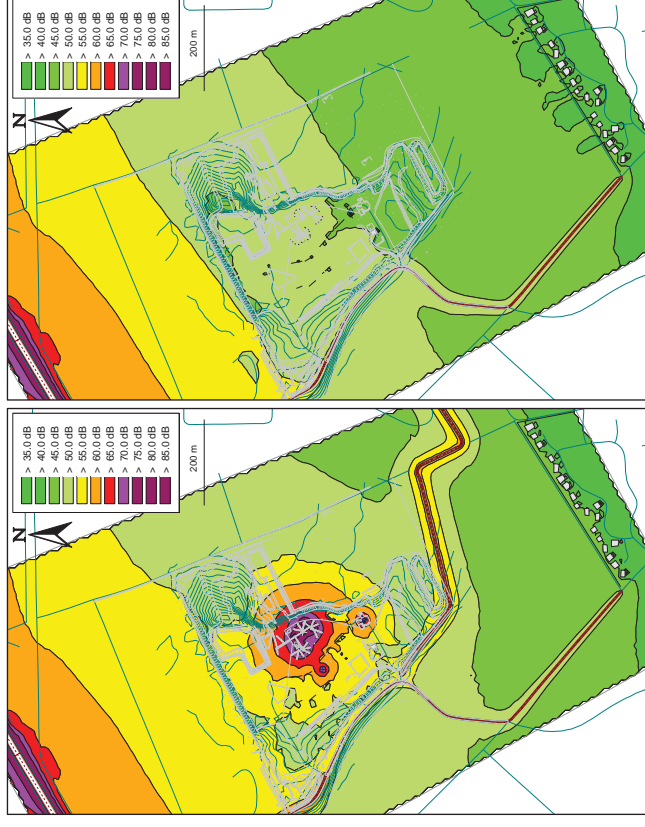 N
> 35.0 dB
> 40.0 dB
> 45.0 dB
> 50.0 dB
> 55.0 dB
> 60.0 dB
> 65.0 dB
> 70.0 dB
> 75.0 dB
> 80.0 dB
> 85.0 dB
200 m
N
> 35.0 dB
> 40.0 dB
> 45.0 dB
> 50.0 dB
> 55.0 dB
> 60.0 dB
> 65.0 dB
> 70.0 dB
> 75.0 dB
> 80.0 dB
> 85.0 dB
200 m